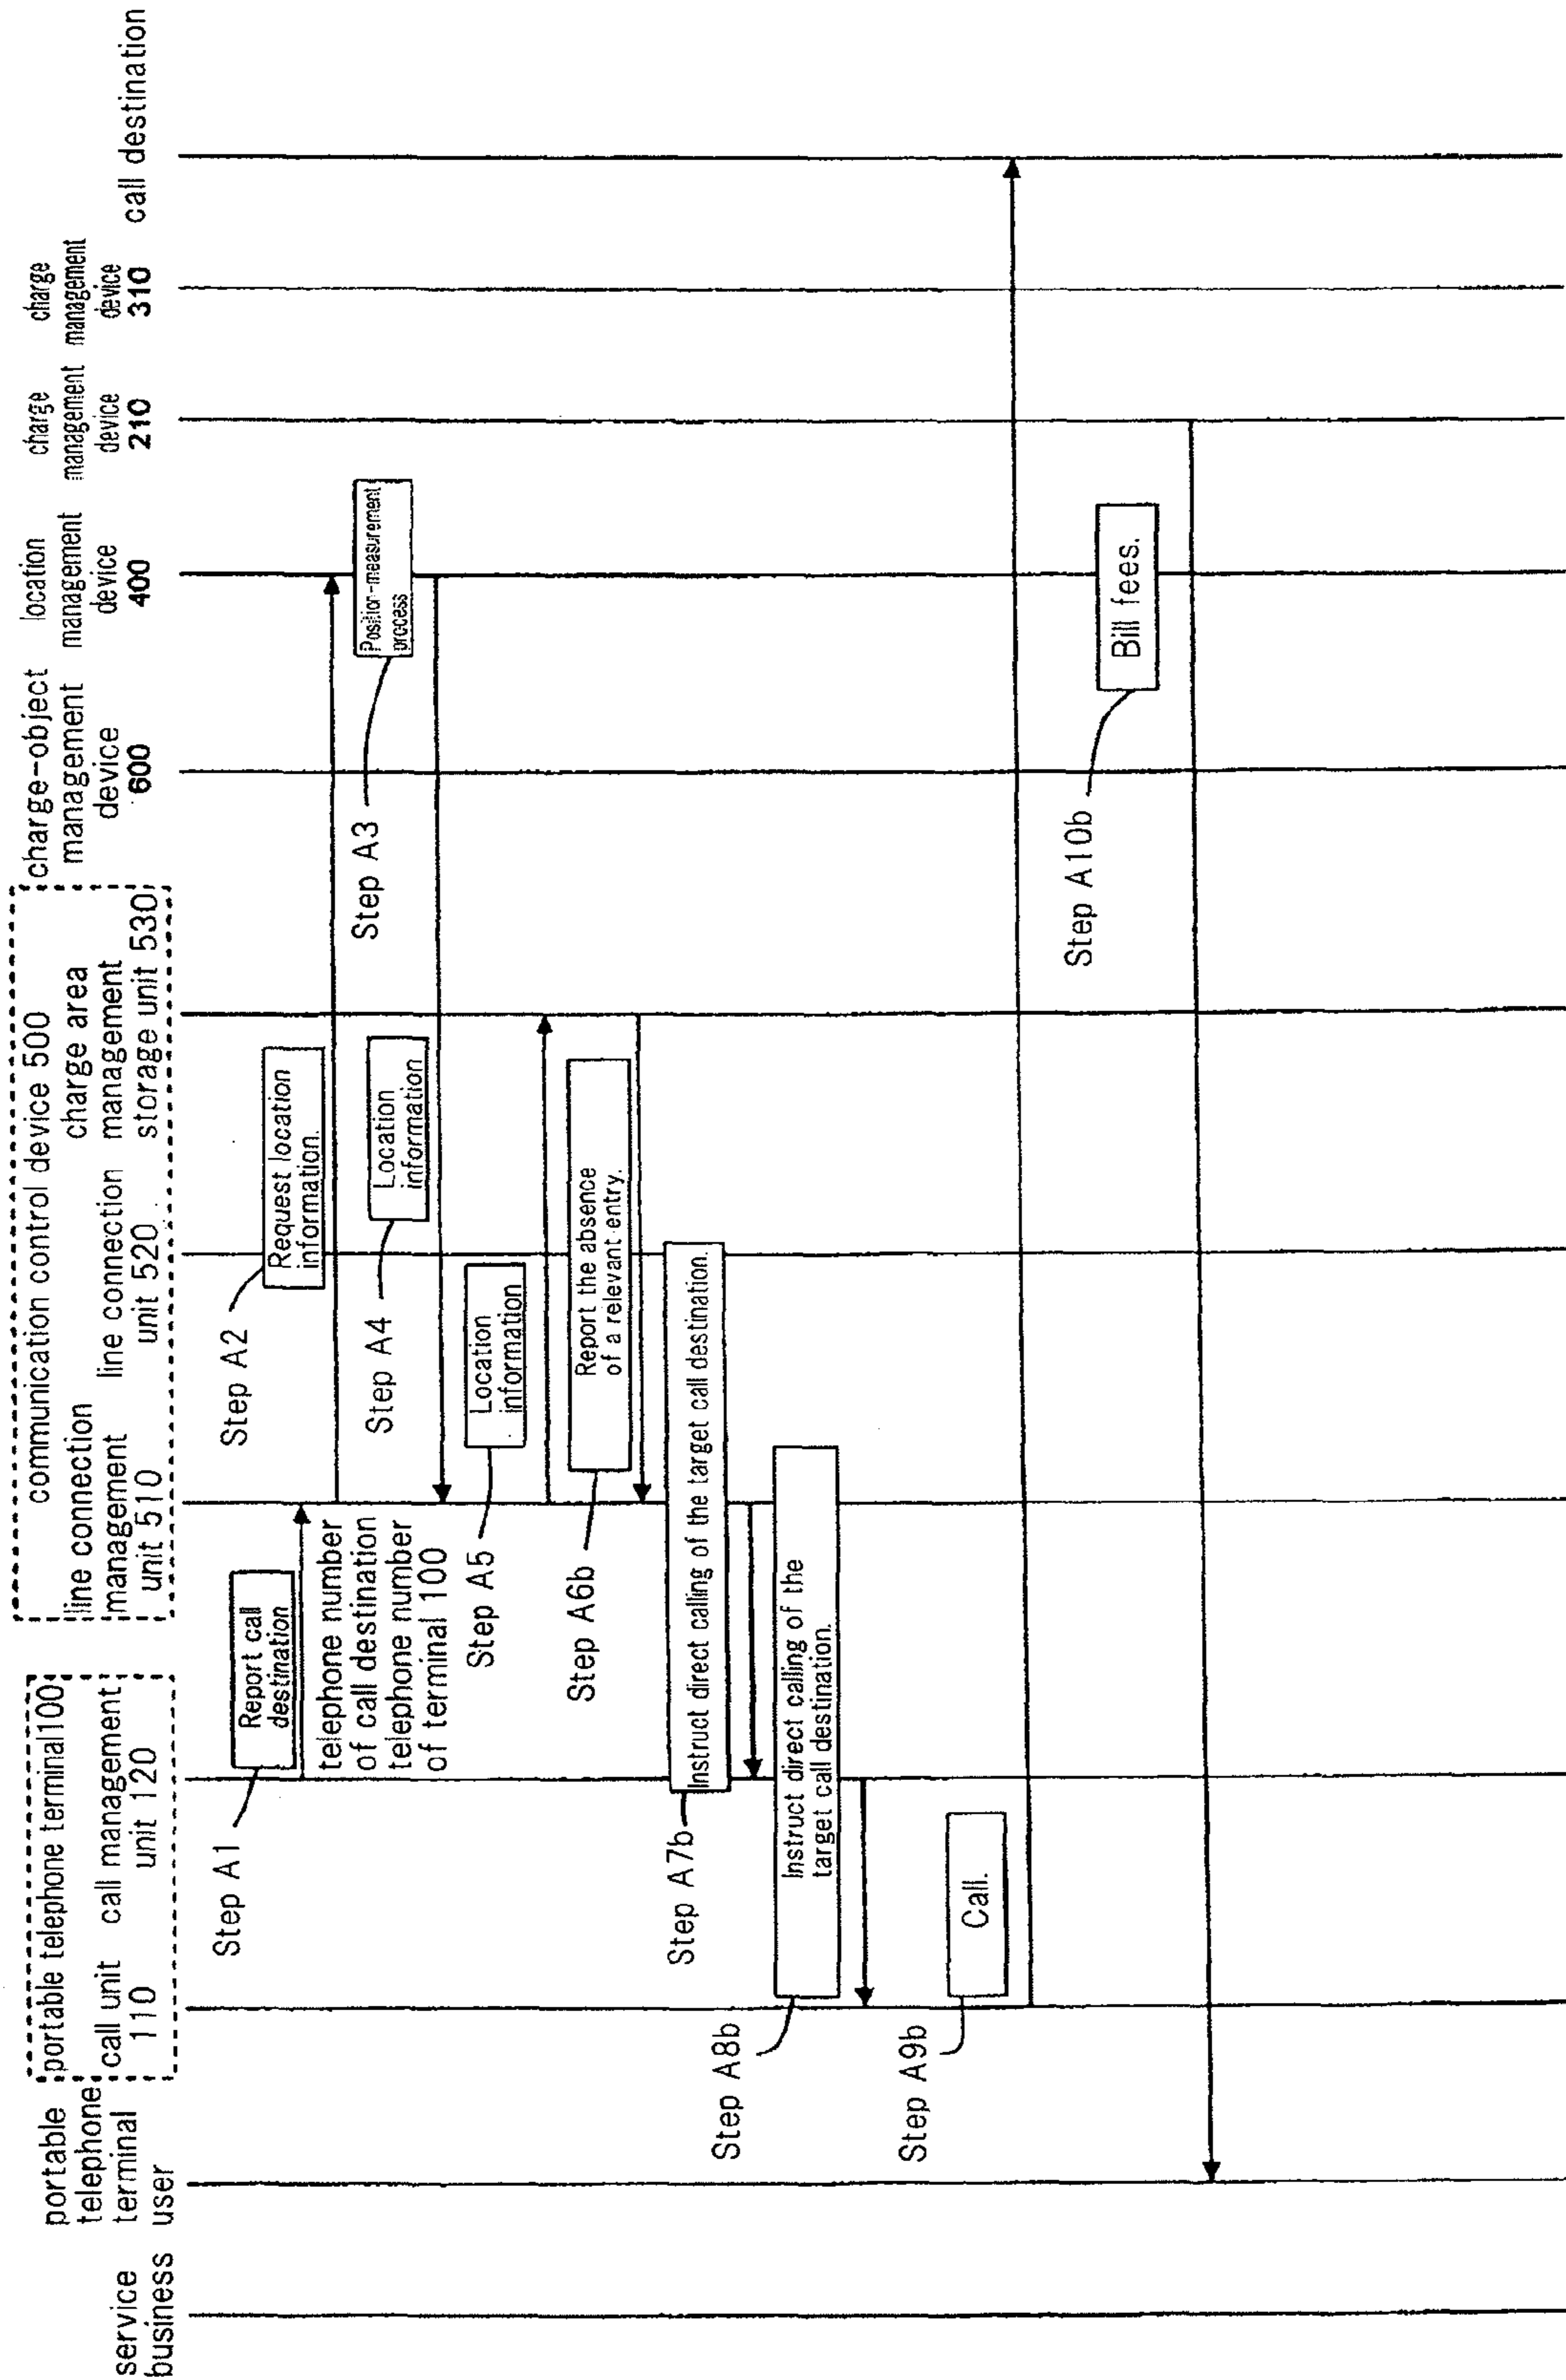 service
business
portable
telephone
terminal
user
portable telephone terminal100
call unit
110
call management
unit 120
communication control device 500
line connection
management
unit 510
line connection
unit 520
charge area
management
storage unit 530
charge-object
management
device
600
location
management
device
400
charge
management
device
210
charge
management
device
310
call destination
Step A1
Report call
destination
telephone number
of call destination
telephone number
of terminal 100
Step A2
Request location
information.
Step A3
Position-measurement
process
Step A4
Location
information
Step A5
Location
information
Step A6b
Report the absence
of a relevant entry.
Step A7b
Instruct direct calling of the target call destination.
Step A8b
Instruct direct calling of the
target call destination.
Step A9b
Call.
Step A10b
Bill fees.